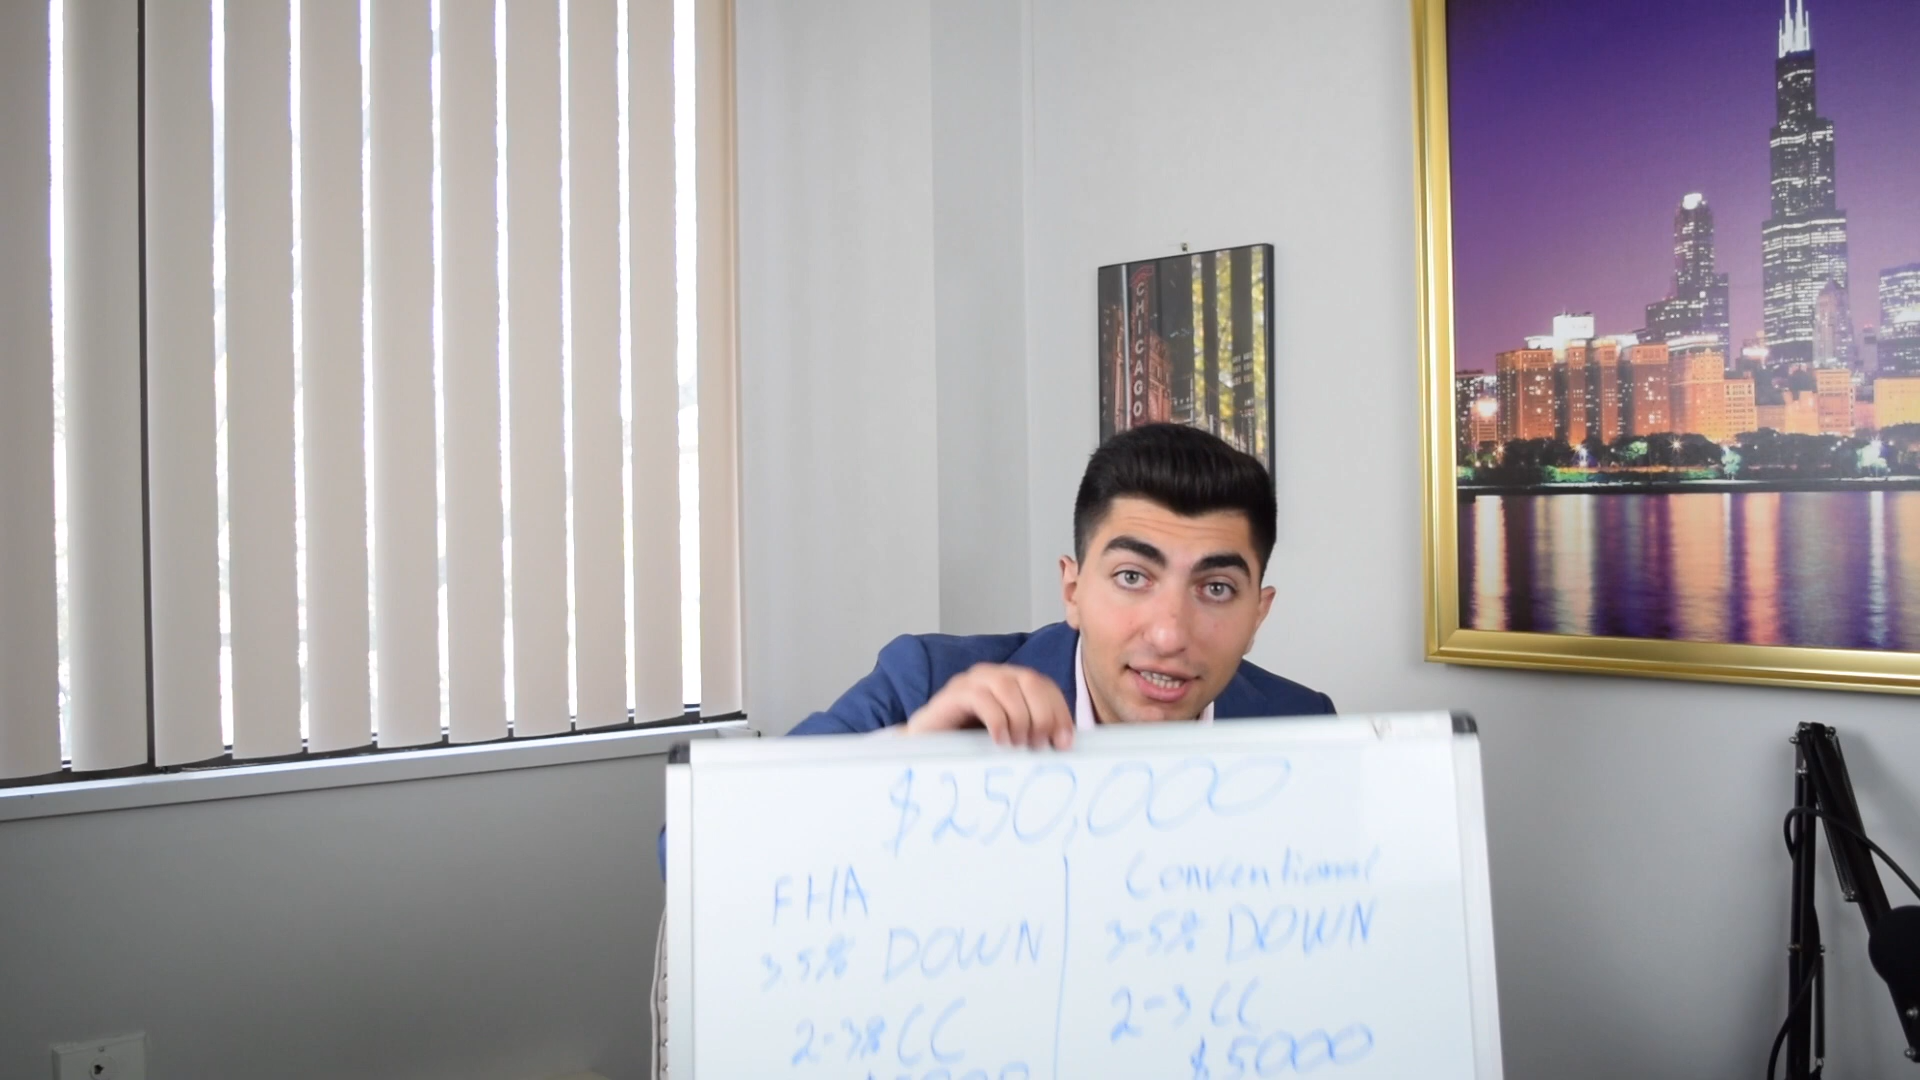 CHICAGO
$250,000
FHA
3.5% DOWN
2-3% CC
Conventional
3-5% DOWN
2-3 CC
$5000